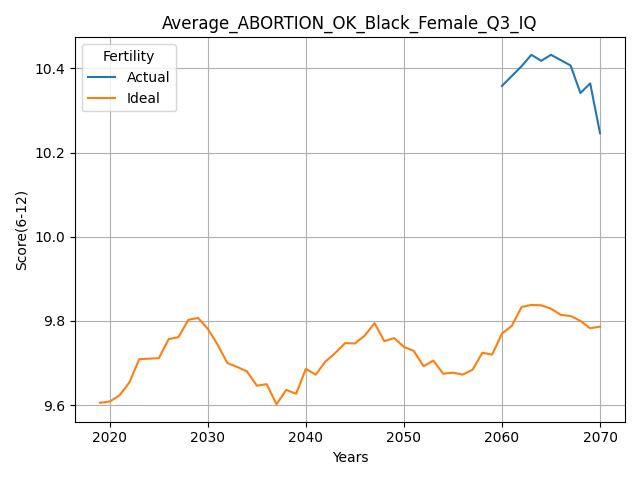 Average_ABORTION_OK_Black_Female_Q3_IQ
Fertility
Actual
Ideal
Score(6-12)
10.4
10.2
10.0
9.8
9.6
2020 2030 2040 2050 2060 2070
Years